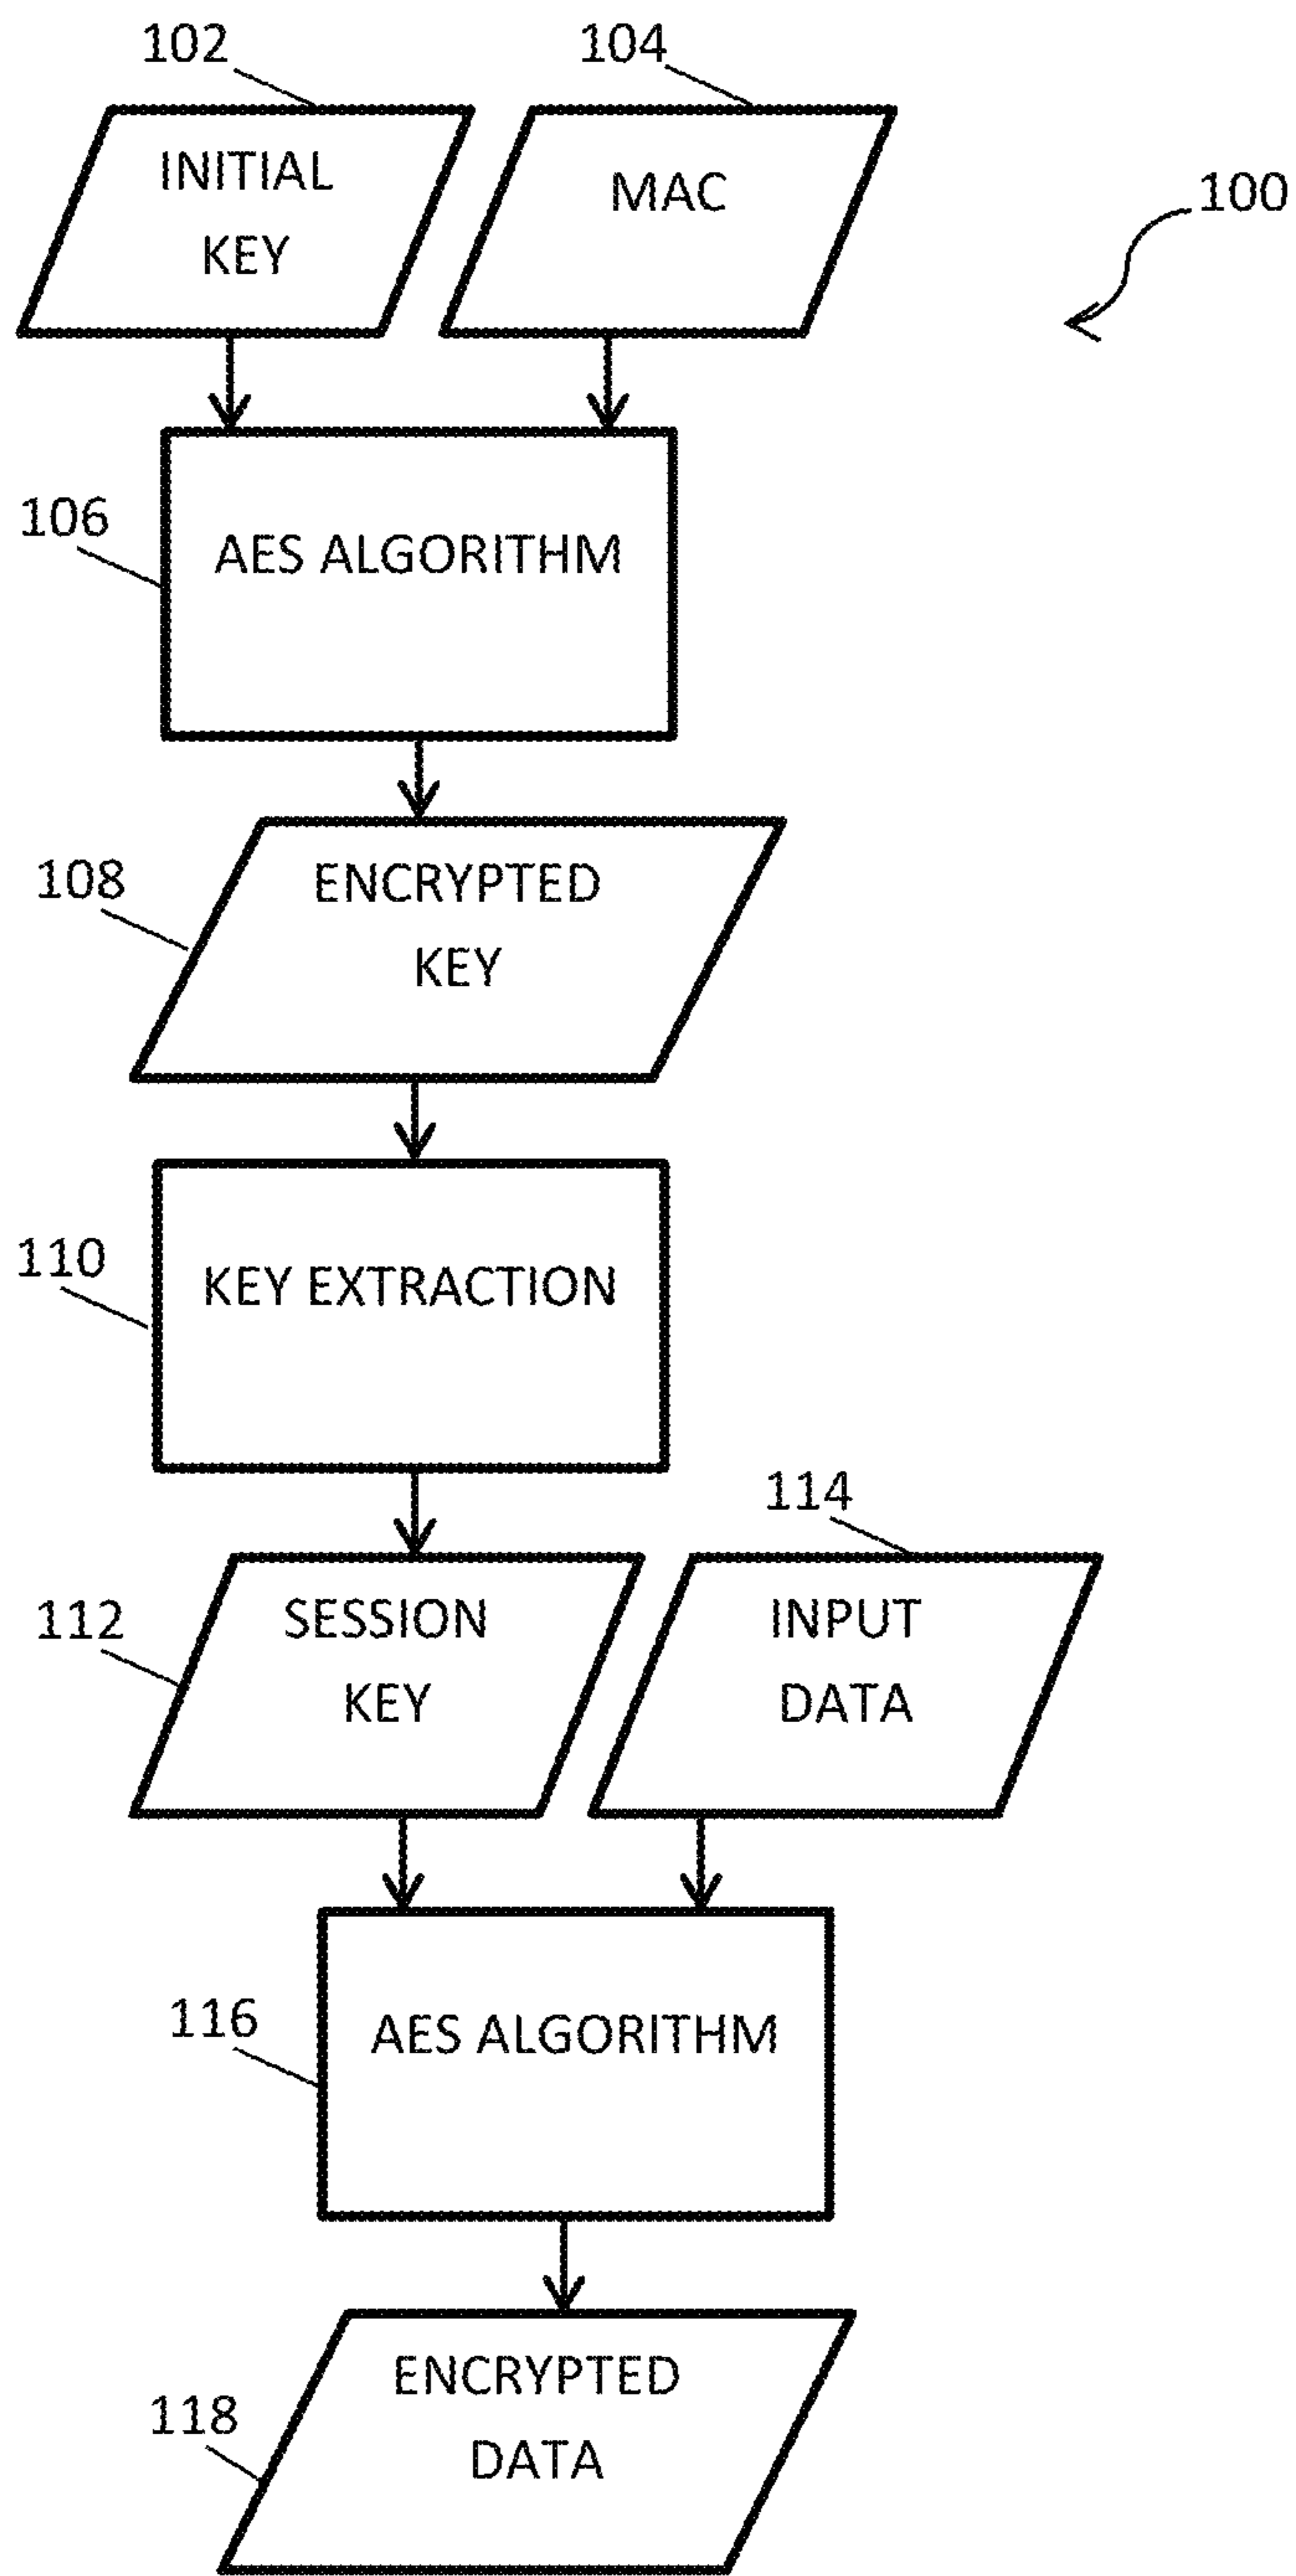 102
104
INITIAL
KEY
MAC
100
106
AES ALGORITHM
108
ENCRYPTED
KEY
110
KEY EXTRACTION
114
112
SESSION
KEY
INPUT
DATA
116
AES ALGORITHM
118
ENCRYPTED
DATA